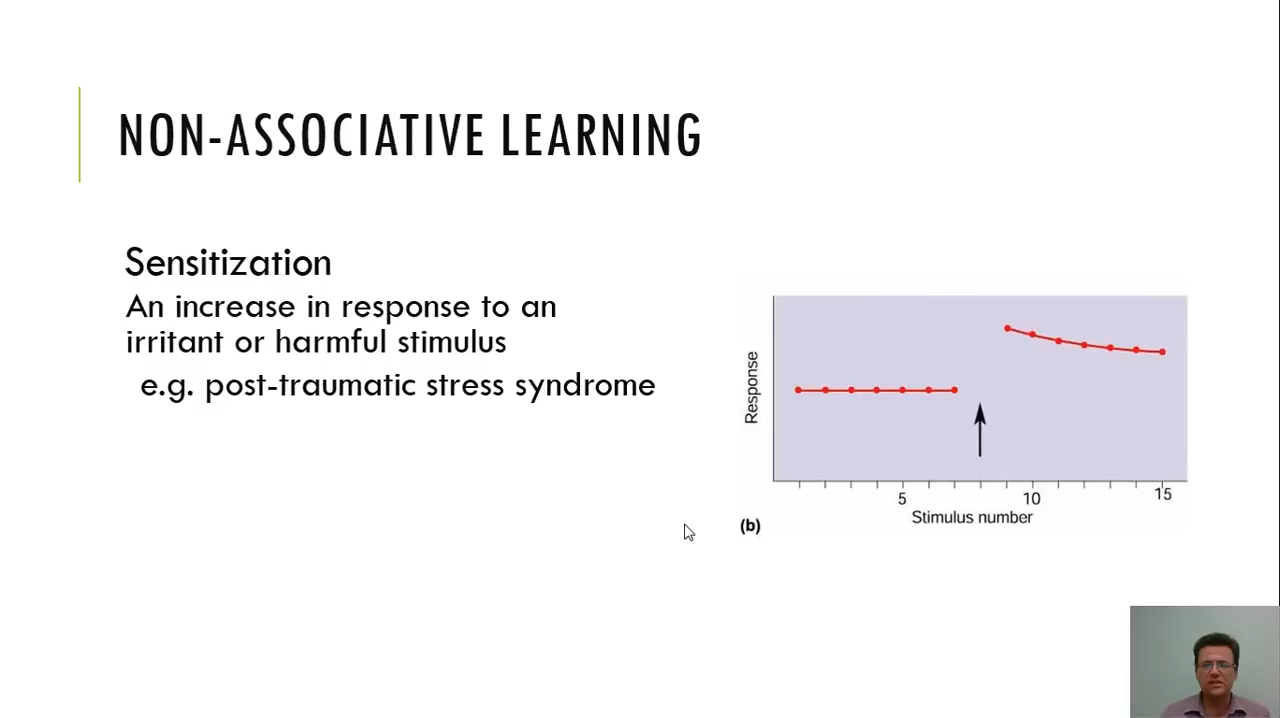 NON-ASSOCIATIVE LEARNING
Sensitization
An increase in response to an
irritant or harmful stimulus
e.g. post-traumatic stress syndrome
Response
5
10
15
Stimulus number
(b)